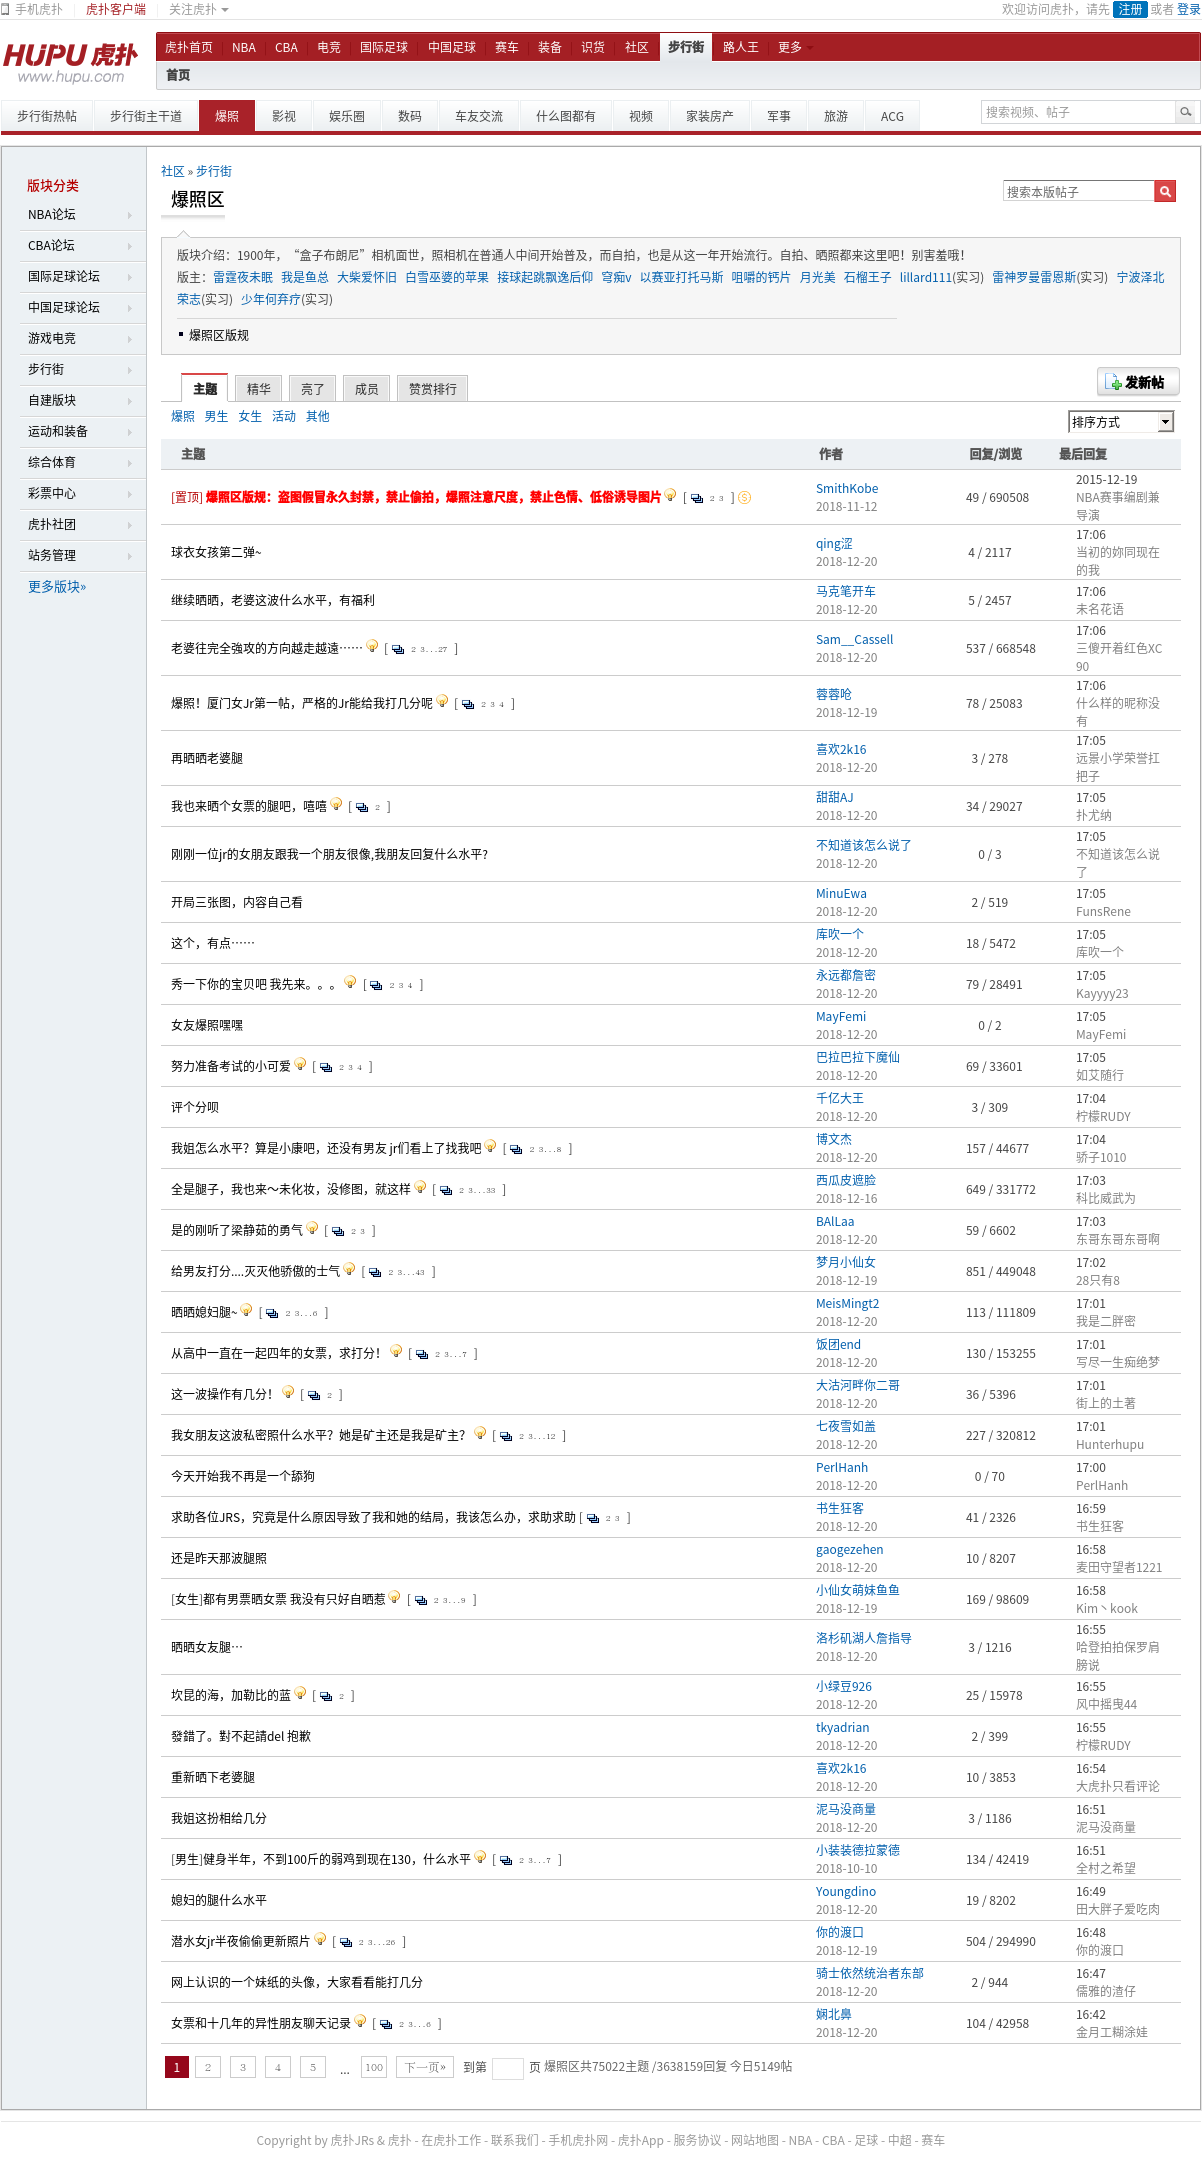 手机虎扑 虎扑客户端 关注虎扑 欢迎访问虎扑，请先 注册 或者 登录
HUPU 虎扑
www.hupu.com
虎扑首页 NBA CBA 电竞 国际足球 中国足球 赛车 装备 识货 社区 步行街 路人王 更多
首页
步行街热帖 步行街主干道 爆照 影视 娱乐圈 数码 车友交流 什么图都有 视频 家装房产 军事 旅游 ACG 搜索视频、帖子
版块分类
NBA论坛
CBA论坛
国际足球论坛
中国足球论坛
游戏电竞
步行街
自建版块
运动和装备
综合体育
彩票中心
虎扑社团
站务管理
更多版块»
社区 » 步行街
爆照区
搜索本版帖子
版块介绍：1900年，“盒子布朗尼”相机面世，照相机在普通人中间开始普及，而自拍，也是从这一年开始流行。自拍、晒照都来这里吧！别害羞哦！
版主：雷霆夜未眠 我是鱼总 大柴爱怀旧 白雪巫婆的苹果 接球起跳飘逸后仰 穹痴v 以赛亚打托马斯 咀嚼的钙片 月光美 石榴王子 lillard111(实习) 雷神罗曼雷恩斯(实习) 宁波泽北
荣志(实习) 少年何弃疗(实习)
爆照区版规
主题 精华 亮了 成员 赞赏排行 发新帖
爆照 男生 女生 活动 其他 排序方式
主题 作者 回复/浏览 最后回复
[置顶] 爆照区版规：盗图假冒永久封禁，禁止偷拍，爆照注意尺度，禁止色情、低俗诱导图片 [ 2 3 ] SmithKobe 2018-11-12 49 / 690508 2015-12-19 NBA赛事编剧兼导演
球衣女孩第二弹~ qing涩 2018-12-20 4 / 2117 17:06 当初的妳同现在的我
继续晒晒，老婆这波什么水平，有福利 马克笔开车 2018-12-20 5 / 2457 17:06 未名花语
老婆往完全強攻的方向越走越遠…… [ 2 3...27 ] Sam__Cassell 2018-12-20 537 / 668548 17:06 三傻开着红色XC90
爆照！厦门女Jr第一帖，严格的Jr能给我打几分呢 [ 2 3 4 ] 蓉蓉呛 2018-12-19 78 / 25083 17:06 什么样的昵称没有
再晒晒老婆腿 喜欢2k16 2018-12-20 3 / 278 17:05 远景小学荣誉扛把子
我也来晒个女票的腿吧，嘻嘻 [ 2 ] 甜甜AJ 2018-12-20 34 / 29027 17:05 扑尤纳
刚刚一位jr的女朋友跟我一个朋友很像,我朋友回复什么水平? 不知道该怎么说了 2018-12-20 0 / 3 17:05 不知道该怎么说了
开局三张图，内容自己看 MinuEwa 2018-12-20 2 / 519 17:05 FunsRene
这个，有点…… 库吹一个 2018-12-20 18 / 5472 17:05 库吹一个
秀一下你的宝贝吧 我先来。。。 [ 2 3 4 ] 永远都詹密 2018-12-20 79 / 28491 17:05 Kayyyy23
女友爆照嘿嘿 MayFemi 2018-12-20 0 / 2 17:05 MayFemi
努力准备考试的小可爱 [ 2 3 4 ] 巴拉巴拉下魔仙 2018-12-20 69 / 33601 17:05 如艾随行
评个分呗 千亿大王 2018-12-20 3 / 309 17:04 柠檬RUDY
我姐怎么水平？算是小康吧，还没有男友 jr们看上了找我吧 [ 2 3...8 ] 博文杰 2018-12-20 157 / 44677 17:04 骄子1010
全是腿子，我也来～未化妆，没修图，就这样 [ 2 3...33 ] 西瓜皮遮脸 2018-12-16 649 / 331772 17:03 科比威武为
是的刚听了梁静茹的勇气 [ 2 3 ] BAlLaa 2018-12-20 59 / 6602 17:03 东哥东哥东哥啊
给男友打分....灭灭他骄傲的士气 [ 2 3...43 ] 梦月小仙女 2018-12-19 851 / 449048 17:02 28只有8
晒晒媳妇腿~ [ 2 3...6 ] MeisMingt2 2018-12-20 113 / 111809 17:01 我是二胖密
从高中一直在一起四年的女票，求打分！ [ 2 3...7 ] 饭团end 2018-12-20 130 / 153255 17:01 写尽一生痴绝梦
这一波操作有几分！ [ 2 ] 大沽河畔你二哥 2018-12-20 36 / 5396 17:01 街上的土著
我女朋友这波私密照什么水平？她是矿主还是我是矿主？ [ 2 3...12 ] 七夜雪如盖 2018-12-20 227 / 320812 17:01 Hunterhupu
今天开始我不再是一个舔狗 PerlHanh 2018-12-20 0 / 70 17:00 PerlHanh
求助各位JRS，究竟是什么原因导致了我和她的结局，我该怎么办，求助求助 [ 2 3 ] 书生狂客 2018-12-20 41 / 2326 16:59 书生狂客
还是昨天那波腿照 gaogezehen 2018-12-20 10 / 8207 16:58 麦田守望者1221
[女生]都有男票晒女票 我没有只好自晒惹 [ 2 3...9 ] 小仙女萌妹鱼鱼 2018-12-19 169 / 98609 16:58 Kim丶kook
晒晒女友腿… 洛杉矶湖人詹指导 2018-12-20 3 / 1216 16:55 哈登拍拍保罗肩膀说
坎昆的海，加勒比的蓝 [ 2 ] 小绿豆926 2018-12-20 25 / 15978 16:55 风中摇曳44
發錯了。對不起請del 抱歉 tkyadrian 2018-12-20 2 / 399 16:55 柠檬RUDY
重新晒下老婆腿 喜欢2k16 2018-12-20 10 / 3853 16:54 大虎扑只看评论
我姐这扮相给几分 泥马没商量 2018-12-20 3 / 1186 16:51 泥马没商量
[男生]健身半年，不到100斤的弱鸡到现在130，什么水平 [ 2 3...7 ] 小装装德拉蒙德 2018-10-10 134 / 42419 16:51 全村之希望
媳妇的腿什么水平 Youngdino 2018-12-20 19 / 8202 16:49 田大胖子爱吃肉
潜水女jr半夜偷偷更新照片 [ 2 3...26 ] 你的渡口 2018-12-19 504 / 294990 16:48 你的渡口
网上认识的一个妹纸的头像，大家看看能打几分 骑士依然统治者东部 2018-12-20 2 / 944 16:47 儒雅的渣仔
女票和十几年的异性朋友聊天记录 [ 2 3...6 ] 娴北鼻 2018-12-20 104 / 42958 16:42 金月工糊涂娃
1 2 3 4 5 ... 100 下一页» 到第 页 爆照区共75022主题 /3638159回复 今日5149帖
Copyright by 虎扑JRs & 虎扑 - 在虎扑工作 - 联系我们 - 手机虎扑网 - 虎扑App - 服务协议 - 网站地图 - NBA - CBA - 足球 - 中超 - 赛车